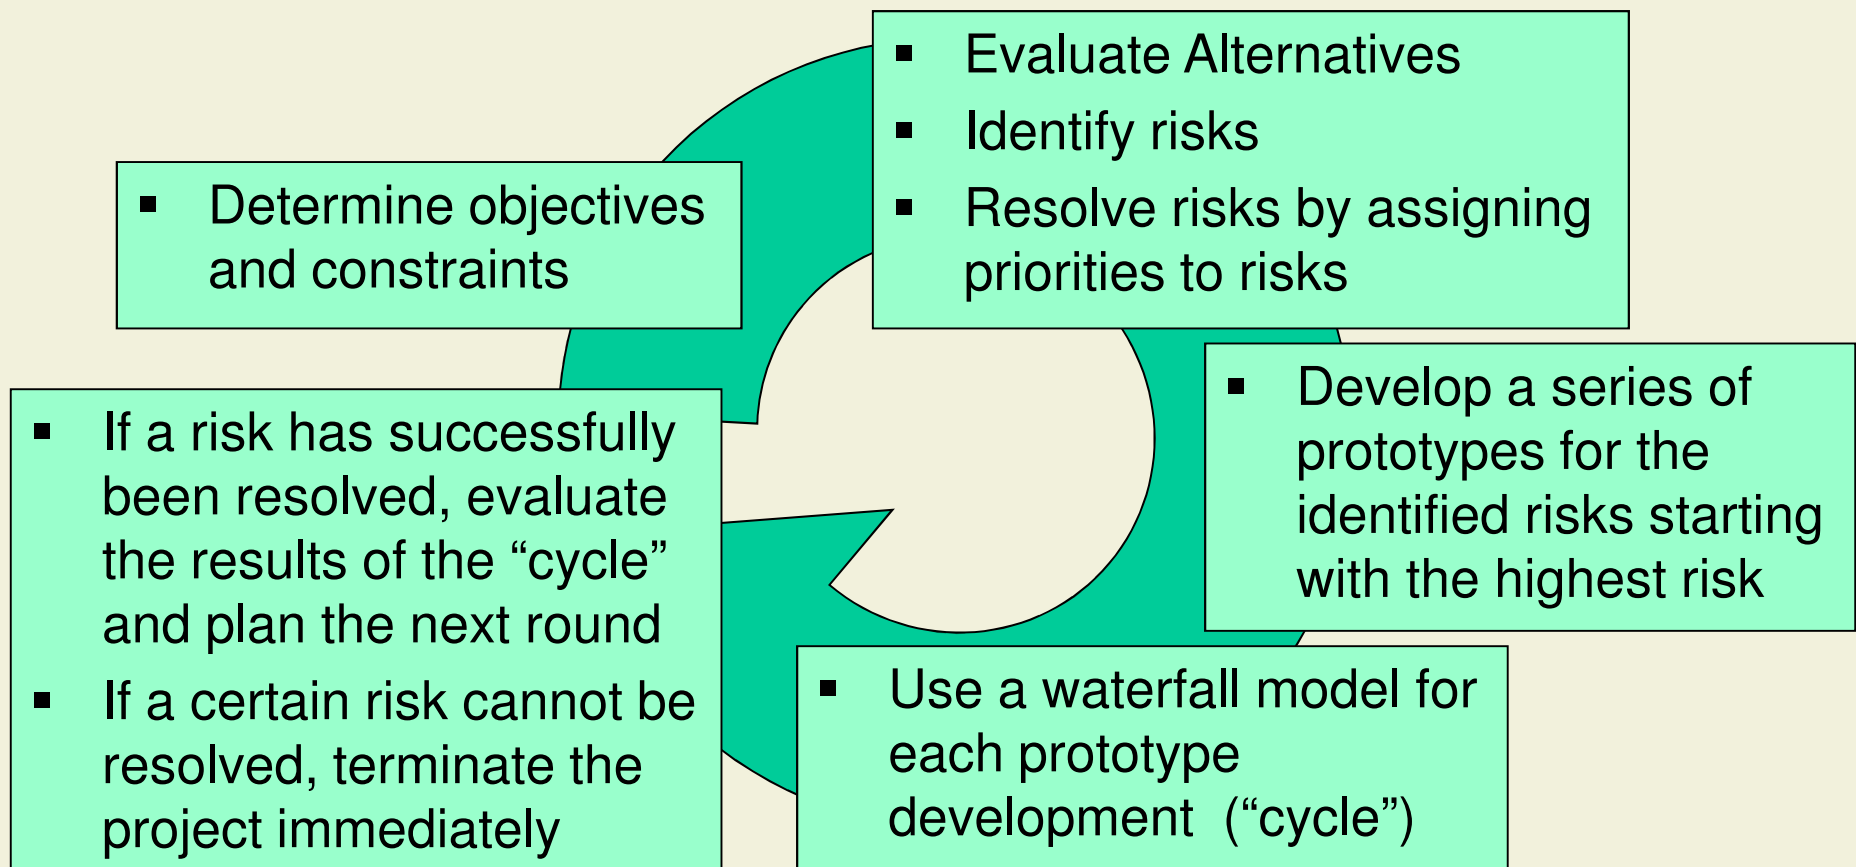 ▪ Determine objectives
and constraints
▪ Evaluate Alternatives
▪ Identify risks
▪ Resolve risks by assigning
priorities to risks
▪ Develop a series of
prototypes for the
identified risks starting
with the highest risk
▪ Use a waterfall model for
each prototype
development (“cycle”)
▪ If a risk has successfully
been resolved, evaluate
the results of the “cycle”
and plan the next round
▪ If a certain risk cannot be
resolved, terminate the
project immediately